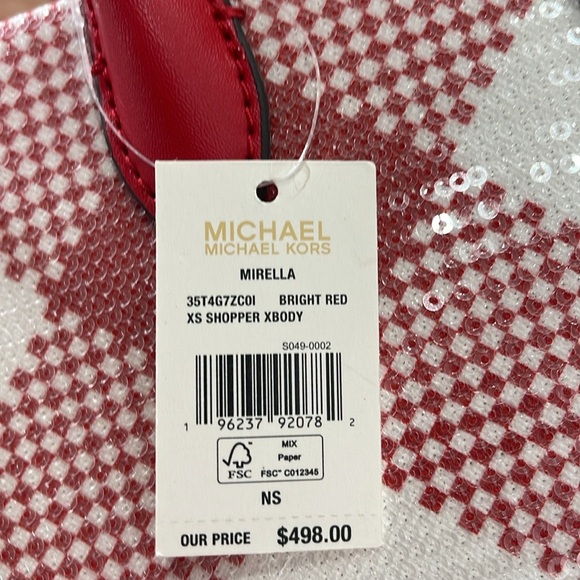 MICHAEL
MICHAEL KORS
MIRELLA
35T4G7ZC0I BRIGHT RED
XS SHOPPER XBODY
S049-0002
1 96237 92078 2
FSC
MIX
Paper
FSC™ C012345
NS
OUR PRICE $498.00